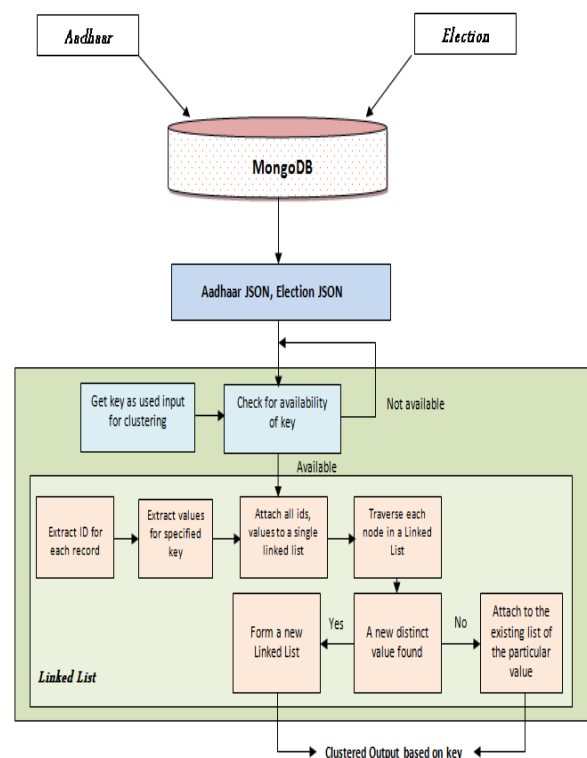 Aadhaar
Election
MongoDB
Aadhaar JSON, Election JSON
Get key as used input
for clustering
Check for availability
of key
Not available
Available
Extract ID for
each record
Extract values
for specified
key
Attach all ids,
values to a single
linked list
Traverse each
node in a Linked
List
Form a new
Linked List
Yes
A new distinct
value found
No
Attach to the
existing list of
the particular
value
Linked List
Clustered Output based on key